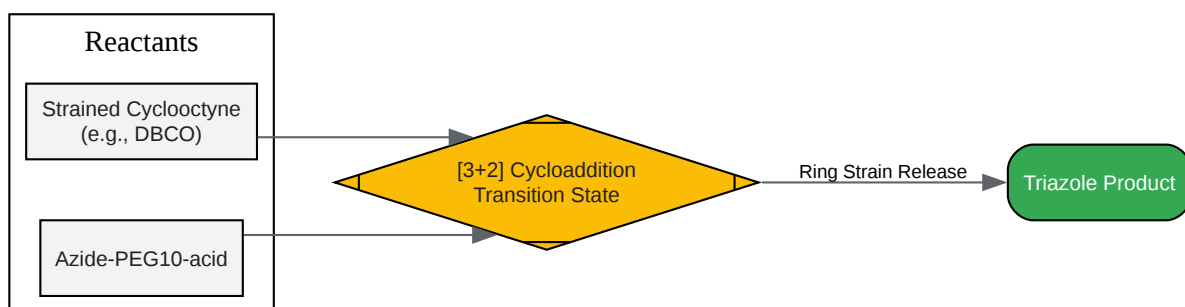 Reactants
Strained Cyclooctyne
(e.g., DBCO)
Azide-PEG10-acid
[3+2] Cycloaddition
Transition State
Ring Strain Release
Triazole Product